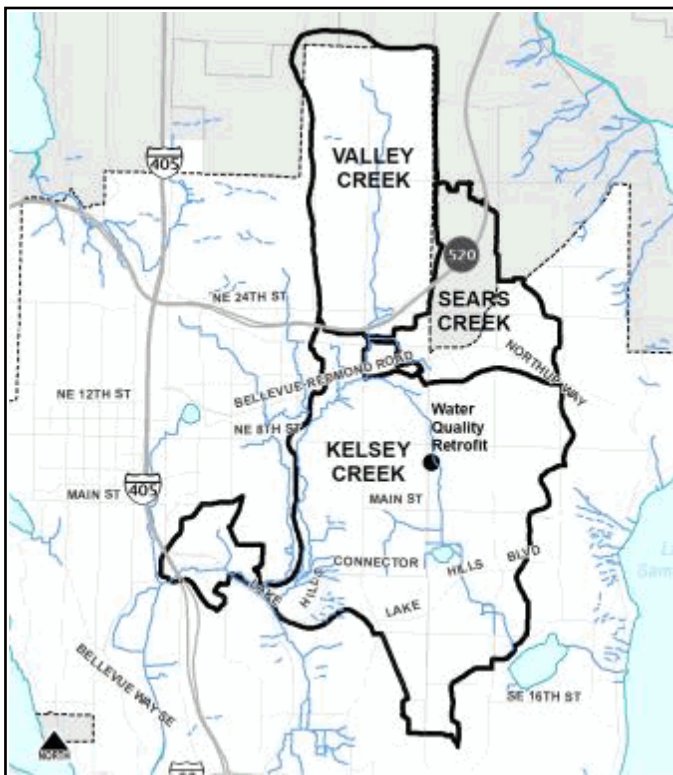 405
VALLEY
CREEK
520
NE 24TH ST
SEARS
CREEK
BELLEVUE-REDMOND ROAD
NORTHUP WAY
NE 12TH ST
NE 8TH ST
Water
Quality
Retrofit
KELSEY
CREEK
MAIN ST
405
MAIN ST
LAKE
HILLS
CONNECTOR
LAKE
HILLS
BLVD
BELLEVUE WAY SE
SE 16TH ST
NORTH